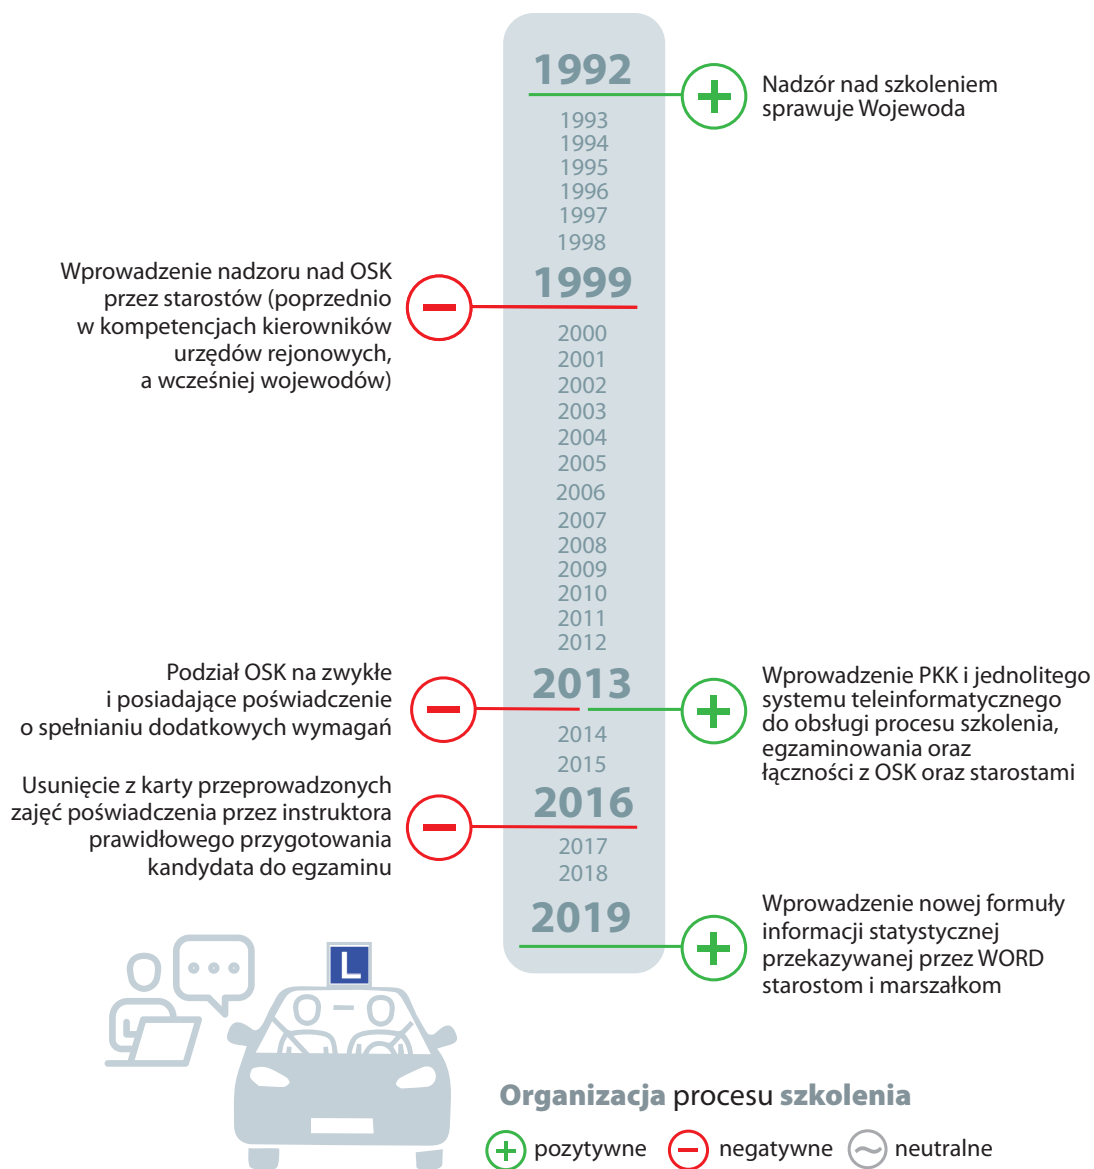 1992
Nadzór nad szkoleniem
sprawuje Wojewoda
1993
1994
1995
1996
1997
1998
Wprowadzenie nadzoru nad OSK
przez starostów (poprzednio
w kompetencjach kierowników
urzędów rejonowych,
a wcześniej wojewodów)
1999
2000
2001
2002
2003
2004
2005
2006
2007
2008
2009
2010
2011
2012
Podział OSK na zwykłe
i posiadające poświadczenie
o spełnianiu dodatkowych wymagań
2013
Wprowadzenie PKK i jednolitego
systemu teleinformatycznego
do obsługi procesu szkolenia,
egzaminowania oraz
łączności z OSK oraz starostami
2014
2015
Usunięcie z karty przeprowadzonych
zajęć poświadczenia przez instruktora
prawidłowego przygotowania
kandydata do egzaminu
2016
2017
2018
2019
Wprowadzenie nowej formuły
informacji statystycznej
przekazywanej przez WORD
starostom i marszałkom
L
Organizacja procesu szkolenia
pozytywne negatywne neutralne